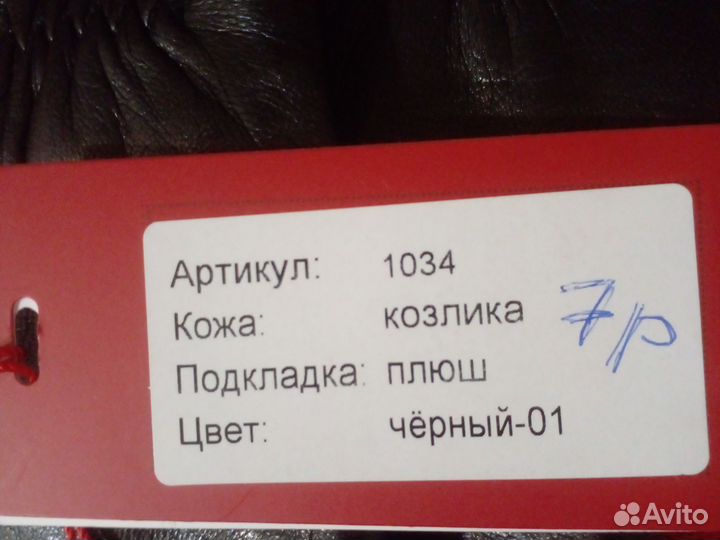 Артикул: 1034
Кожа: козлика
7р
Подкладка: плюш
Цвет: чёрный-01
Avito